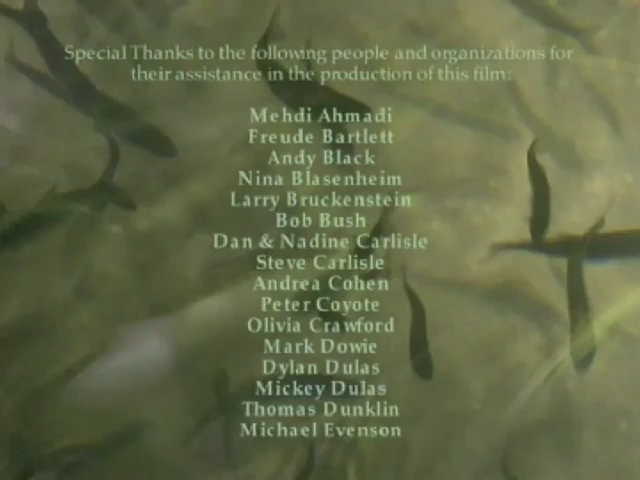 Special Thanks to the following people and organizations for
their assistance in the production of this film:
Mehdi Ahmadi
Freude Bartlett
Andy Black
Nina Blasenheim
Larry Bruckenstein
Bob Bush
Dan & Nadine Carlisle
Steve Carlisle
Andrea Cohen
Peter Coyote
Olivia Crawford
Mark Dowie
Dylan Dulas
Mickey Dulas
Thomas Dunklin
Michael Evenson